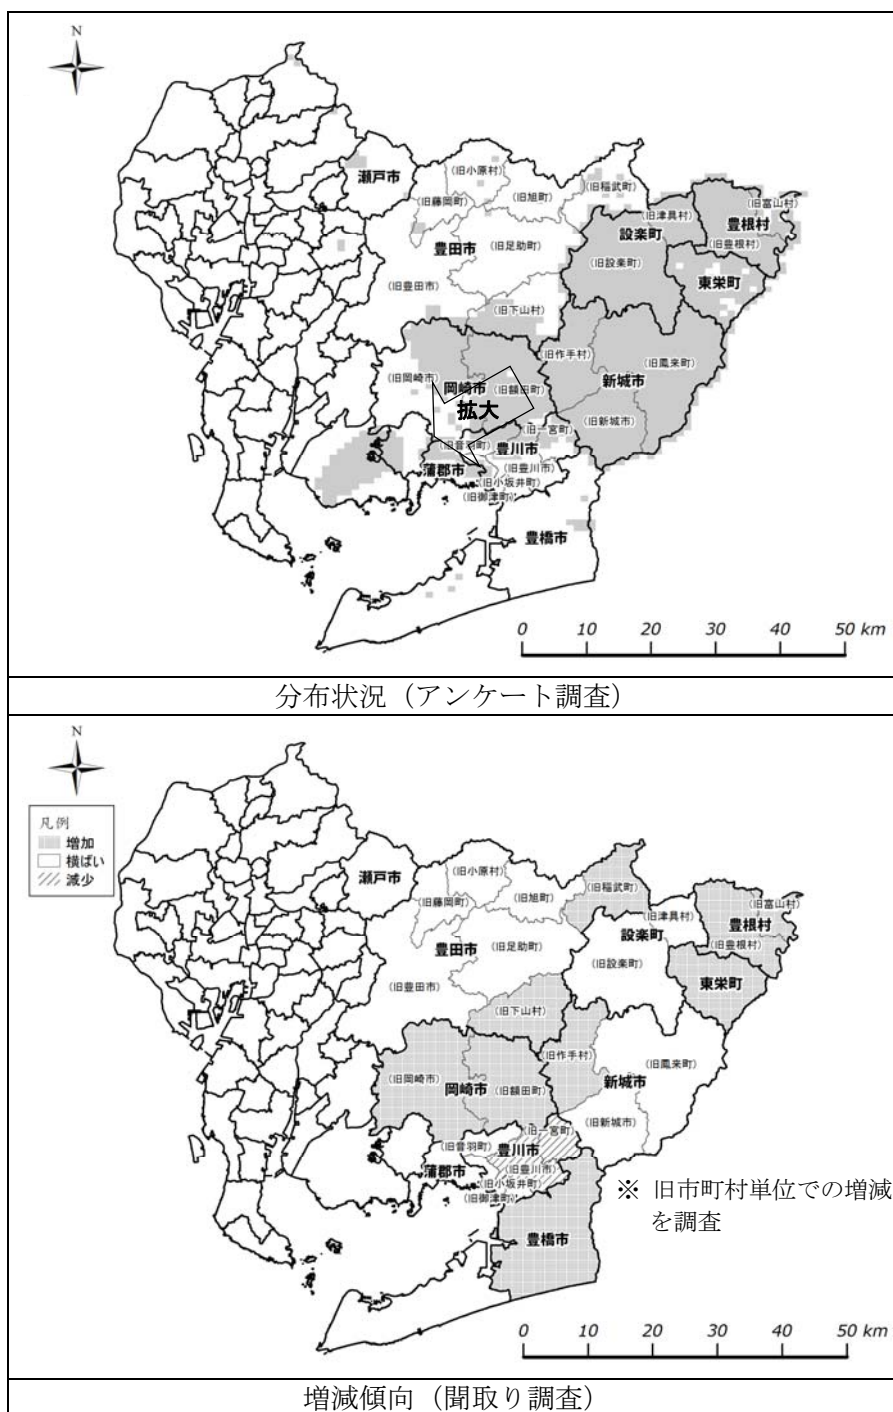 N
瀬戸市
(旧小原村)
(旧藤岡町)
(旧旭町)
(旧稲武町)
豊田市
(旧足助町)
(旧豊田市)
(旧下山村)
(旧津具村)
設楽町
(旧設楽町)
豊根村
(旧富山村)
(旧豊根村)
東栄町
(旧作手村)
(旧鳳来町)
新城市
(旧新城市)
(旧岡崎市)
岡崎市
(旧額田町)
拡大
(旧一宮町)
(旧音羽町)
豊川市
蒲郡市
(旧豊川市)
(旧小坂井町)
(旧御津町)
豊橋市
0 10 20 30 40 50 km
分布状況（アンケート調査）
N
凡例
増加
横ばい
減少
瀬戸市
(旧小原村)
(旧藤岡町)
(旧旭町)
(旧稲武町)
豊田市
(旧足助町)
(旧豊田市)
(旧下山村)
(旧津具村)
設楽町
(旧設楽町)
豊根村
(旧富山村)
(旧豊根村)
東栄町
(旧作手村)
(旧鳳来町)
新城市
(旧新城市)
(旧岡崎市)
岡崎市
(旧額田町)
(旧一宮町)
(旧音羽町)
豊川市
蒲郡市
(旧豊川市)
(旧小坂井町)
(旧御津町)
豊橋市
※ 旧市町村単位での増減
を調査
0 10 20 30 40 50 km
増減傾向（聞取り調査）